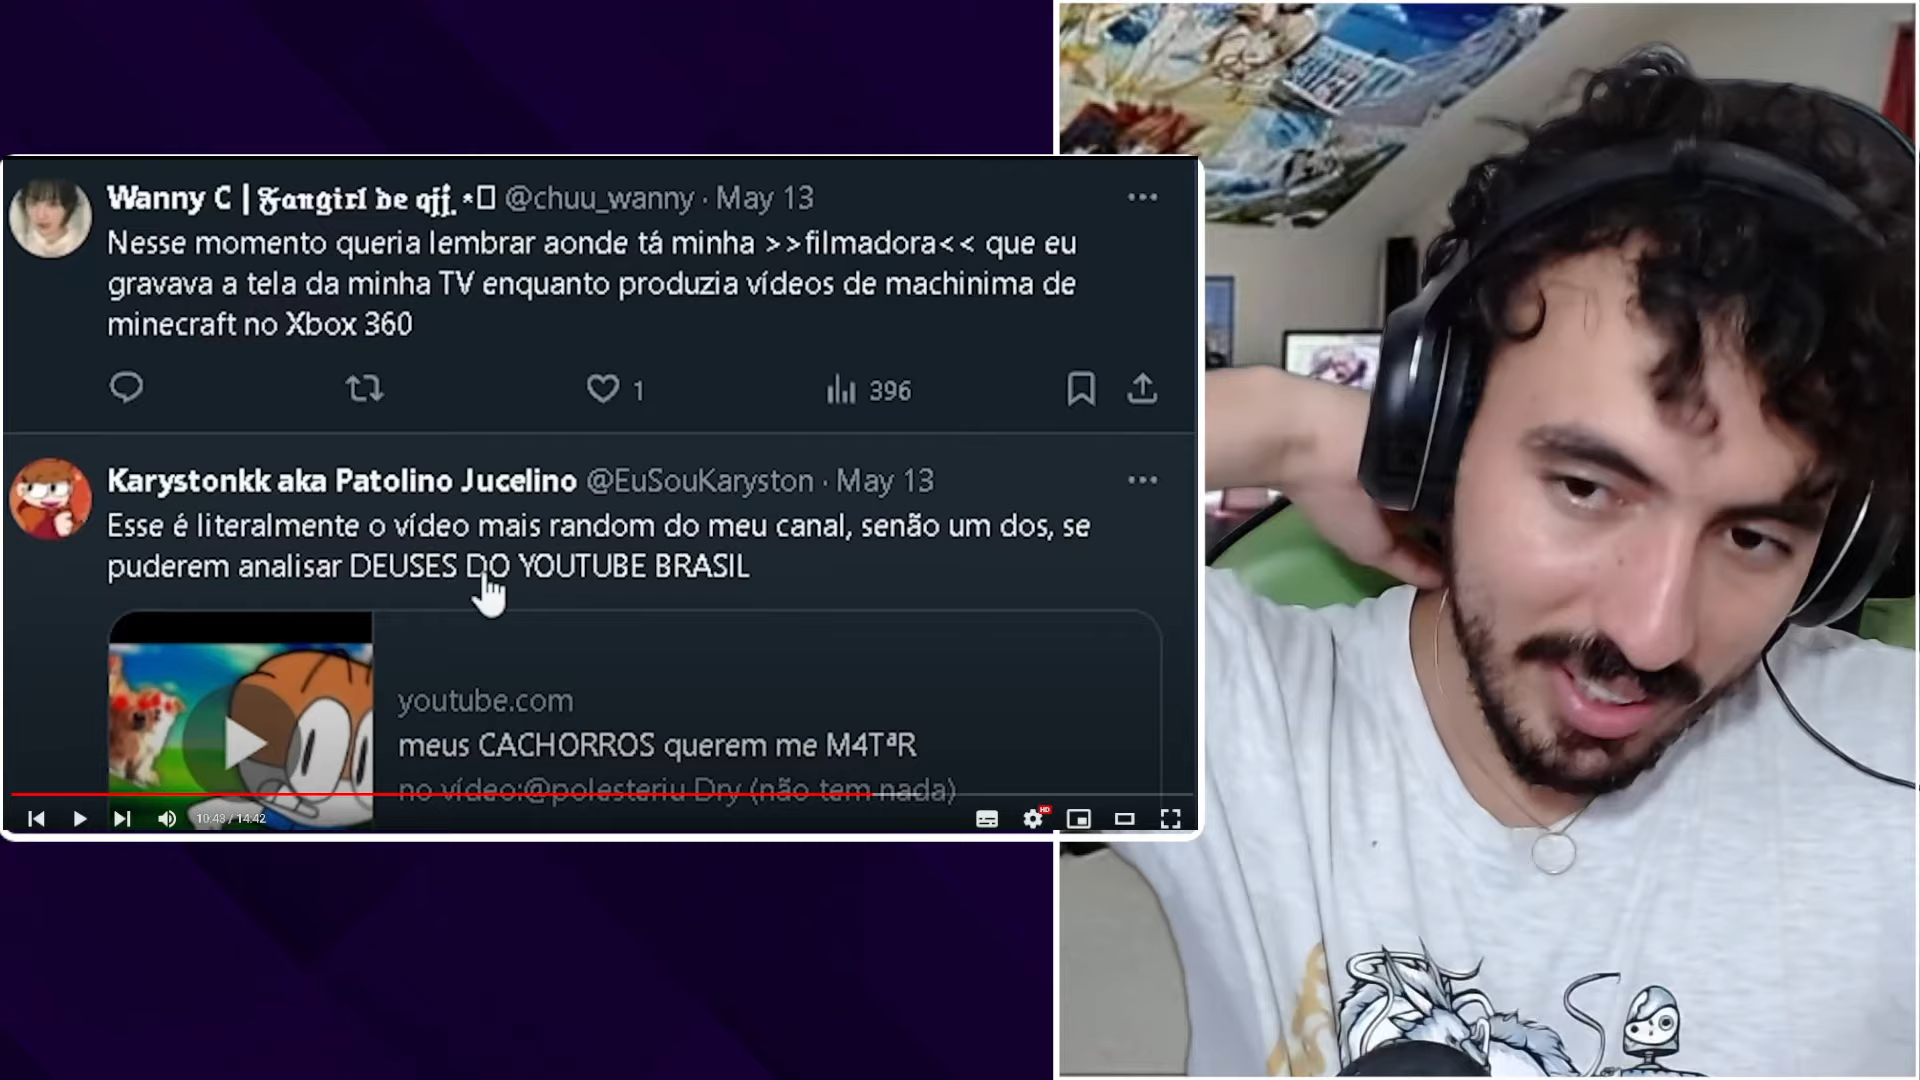 Wanny C | 𝕱𝖆𝖓𝖌𝖎𝖗𝖑 𝖉𝖊 𝖖𝖏𝖏. ⋆ @chuu_wanny · May 13
Nesse momento queria lembrar aonde tá minha >>filmadora<< que eu
gravava a tela da minha TV enquanto produzia vídeos de machinima de
minecraft no Xbox 360
1
396
Karystonkk aka Patolino Jucelino @EuSouKaryston · May 13
Esse é literalmente o vídeo mais random do meu canal, senão um dos, se
puderem analisar DEUSES DO YOUTUBE BRASIL
youtube.com
meus CACHORROS querem me M4TªR
no vídeo:@polesteriu Dry (não tem nada)
10:43 / 14:42
HD